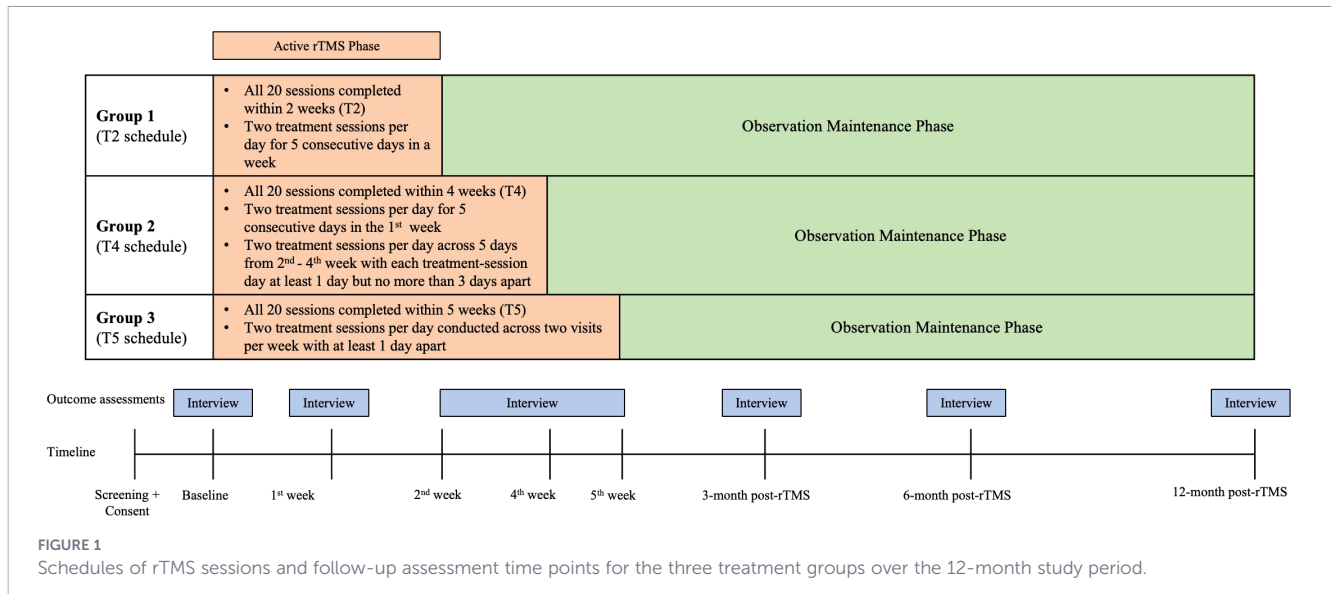 Active rTMS Phase
Group 1
(T2 schedule)
• All 20 sessions completed
within 2 weeks (T2)
• Two treatment sessions per
day for 5 consecutive days in a
week
Observation Maintenance Phase
Group 2
(T4 schedule)
• All 20 sessions completed within 4 weeks (T4)
• Two treatment sessions per day for 5
consecutive days in the 1st week
• Two treatment sessions per day across 5 days
from 2nd - 4th week with each treatment-session
day at least 1 day but no more than 3 days apart
Observation Maintenance Phase
Group 3
(T5 schedule)
• All 20 sessions completed within 5 weeks (T5)
• Two treatment sessions per day conducted across two visits
per week with at least 1 day apart
Observation Maintenance Phase
Outcome assessments
Interview
Interview
Interview
Interview
Interview
Interview
Timeline
Screening +
Consent
Baseline
1st week
2nd week
4th week
5th week
3-month post-rTMS
6-month post-rTMS
12-month post-rTMS
FIGURE 1
Schedules of rTMS sessions and follow-up assessment time points for the three treatment groups over the 12-month study period.